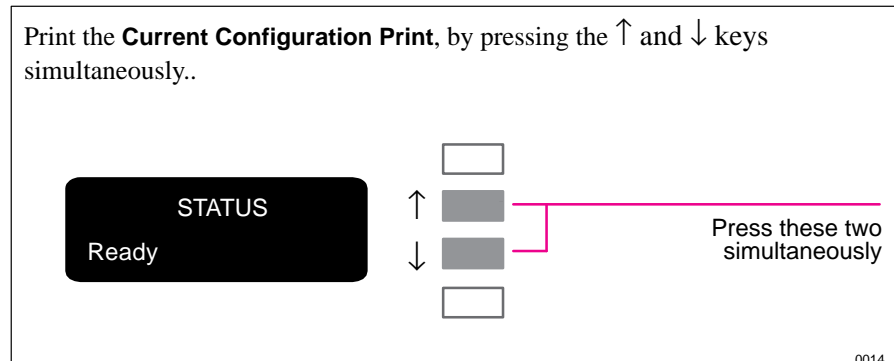 Print the Current Configuration Print, by pressing the ↑ and ↓ keys
simultaneously..
STATUS
Ready
↑
↓
Press these two
simultaneously
0014